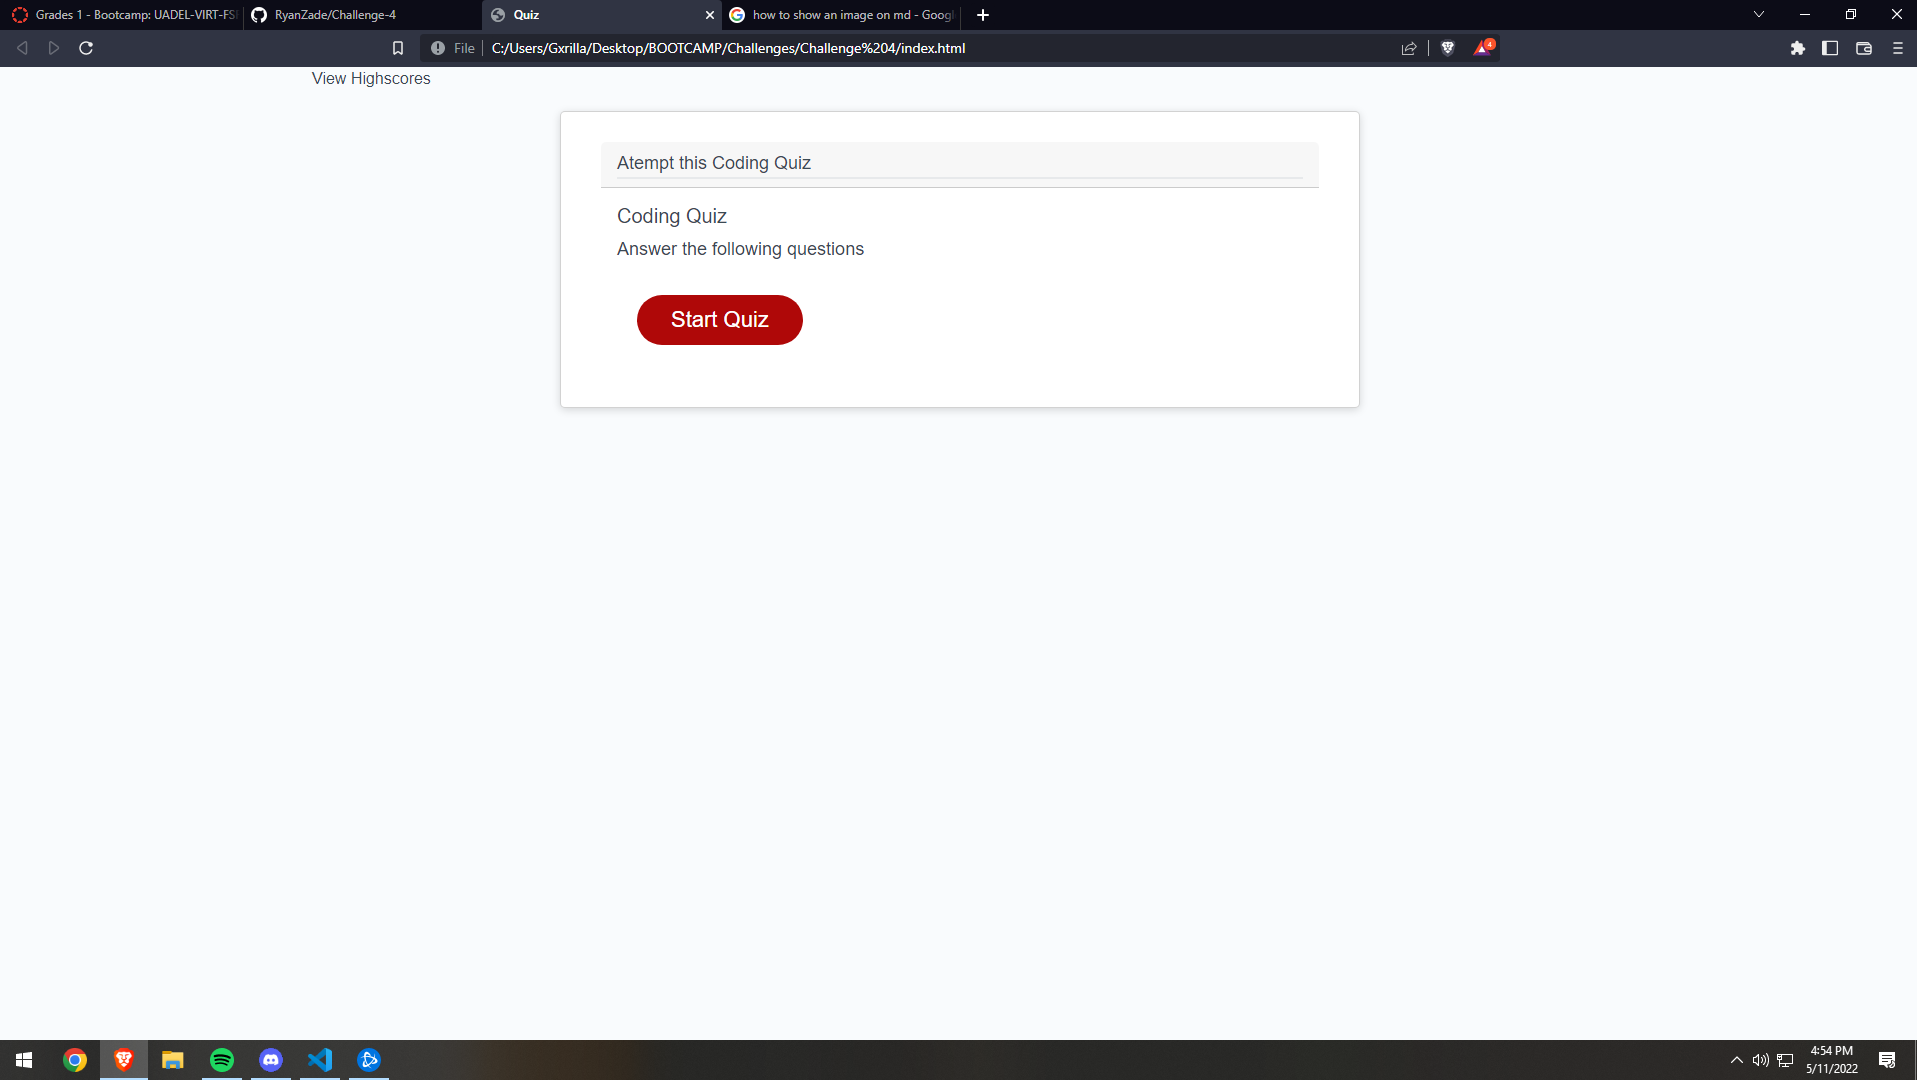 Grades 1 - Bootcamp: UADEL-VIRT-FS
RyanZade/Challenge-4
Quiz
how to show an image on md - Goog
File
C:/Users/Gxrilla/Desktop/BOOTCAMP/Challenges/Challenge%204/index.html
4
View Highscores
Atempt this Coding Quiz
Coding Quiz
Answer the following questions
Start Quiz
4:54 PM
5/11/2022